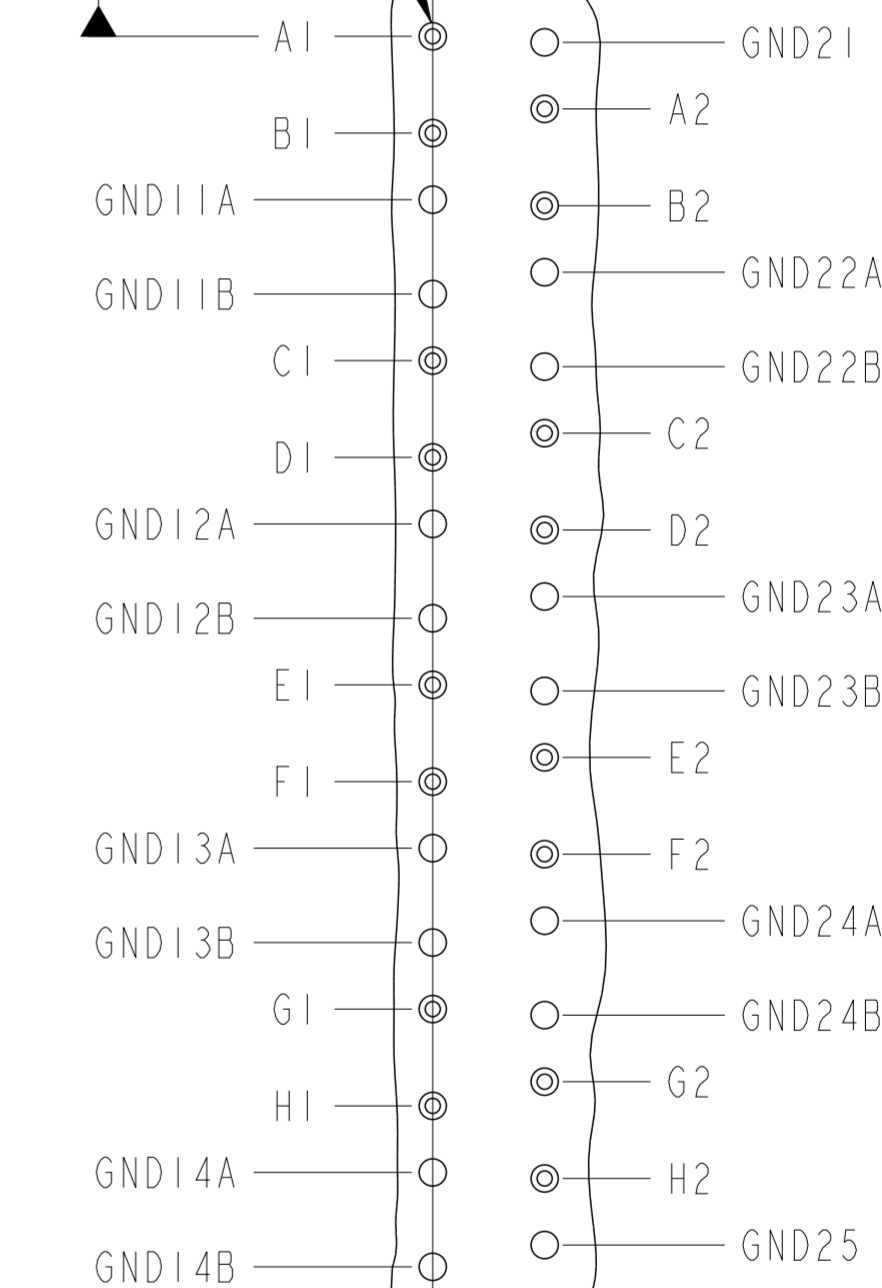 A1
GND21
A2
B1
GND11A
B2
GND22A
GND11B
C1
GND22B
C2
D1
GND12A
D2
GND23A
GND12B
E1
GND23B
E2
F1
GND13A
F2
GND24A
GND13B
G1
GND24B
G2
H1
GND14A
H2
GND25
GND14B